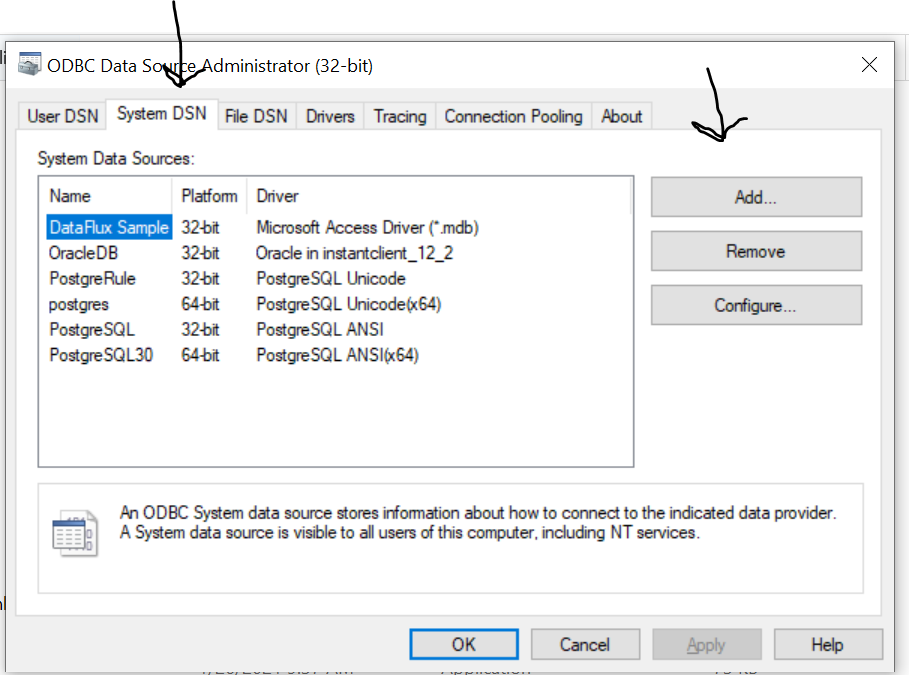 ODBC Data Source Administrator (32-bit)
User DSN System DSN File DSN Drivers Tracing Connection Pooling About
System Data Sources:
Name Platform Driver
DataFlux Sample 32-bit Microsoft Access Driver (*.mdb)
OracleDB 32-bit Oracle in instantclient_12_2
PostgreRule 32-bit PostgreSQL Unicode
postgres 64-bit PostgreSQL Unicode(x64)
PostgreSQL 32-bit PostgreSQL ANSI
PostgreSQL30 64-bit PostgreSQL ANSI(x64)
Add...
Remove
Configure...
An ODBC System data source stores information about how to connect to the indicated data provider.
A System data source is visible to all users of this computer, including NT services.
OK Cancel Apply Help